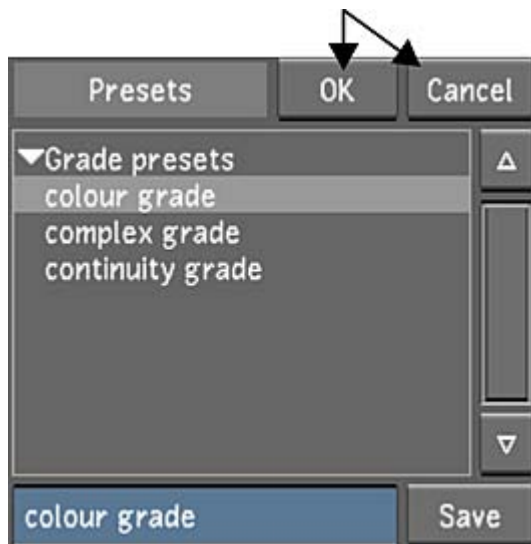 Presets OK Cancel
Grade presets
colour grade
complex grade
continuity grade
colour grade Save